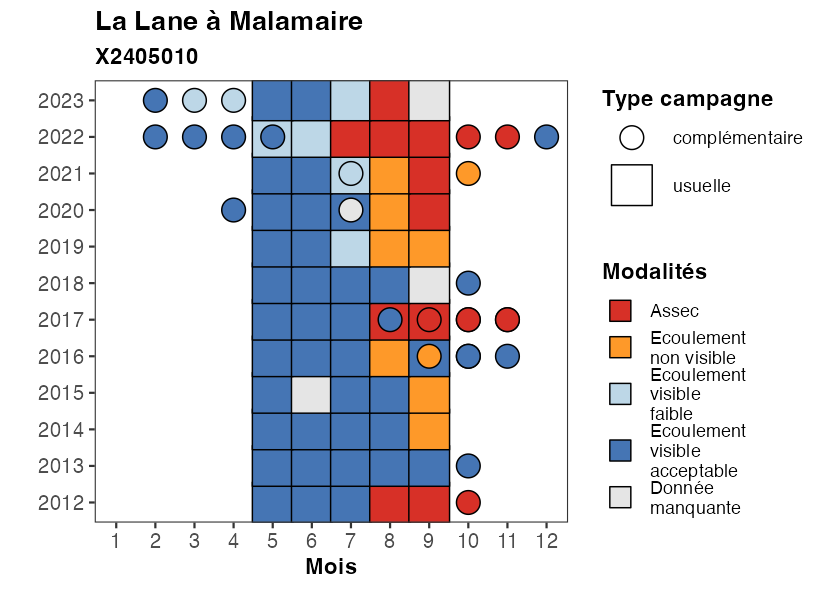 La Lane à Malamaire
X2405010
2023
2022
2021
2020
2019
2018
2017
2016
2015
2014
2013
2012
1 2 3 4 5 6 7 8 9 10 11 12
Mois
Type campagne
complémentaire
usuelle
Modalités
Assec
Ecoulement
non visible
Ecoulement
visible
faible
Ecoulement
visible
acceptable
Donnée
manquante